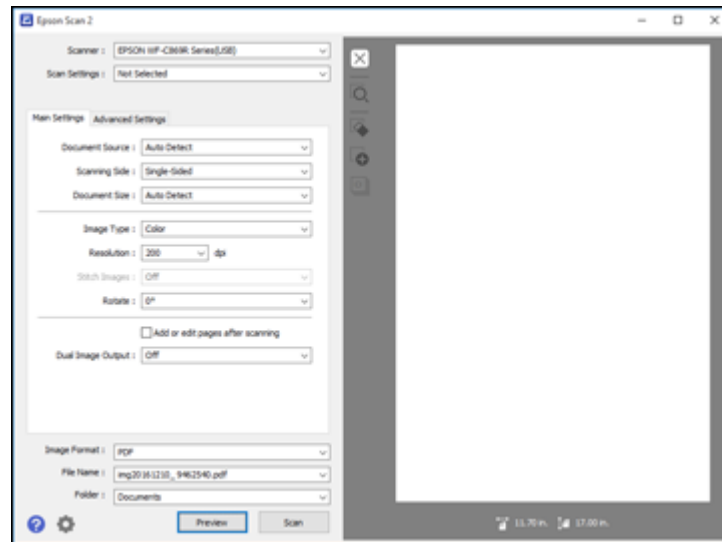 Epson Scan 2
Scanner : EPSON WF-C869R Series(USB)
Scan Settings : Not Selected
Main Settings Advanced Settings
Document Source : Auto Detect
Scanning Side : Single-Sided
Document Size : Auto Detect
Image Type : Color
Resolution : 200 dpi
Stitch Images : Off
Rotate : 0°
Add or edit pages after scanning
Dual Image Output : Off
Image Format : PDF
File Name : img20161210_ 9462540.pdf
Folder : Documents
Preview Scan
11.70 in. 17.00 in.